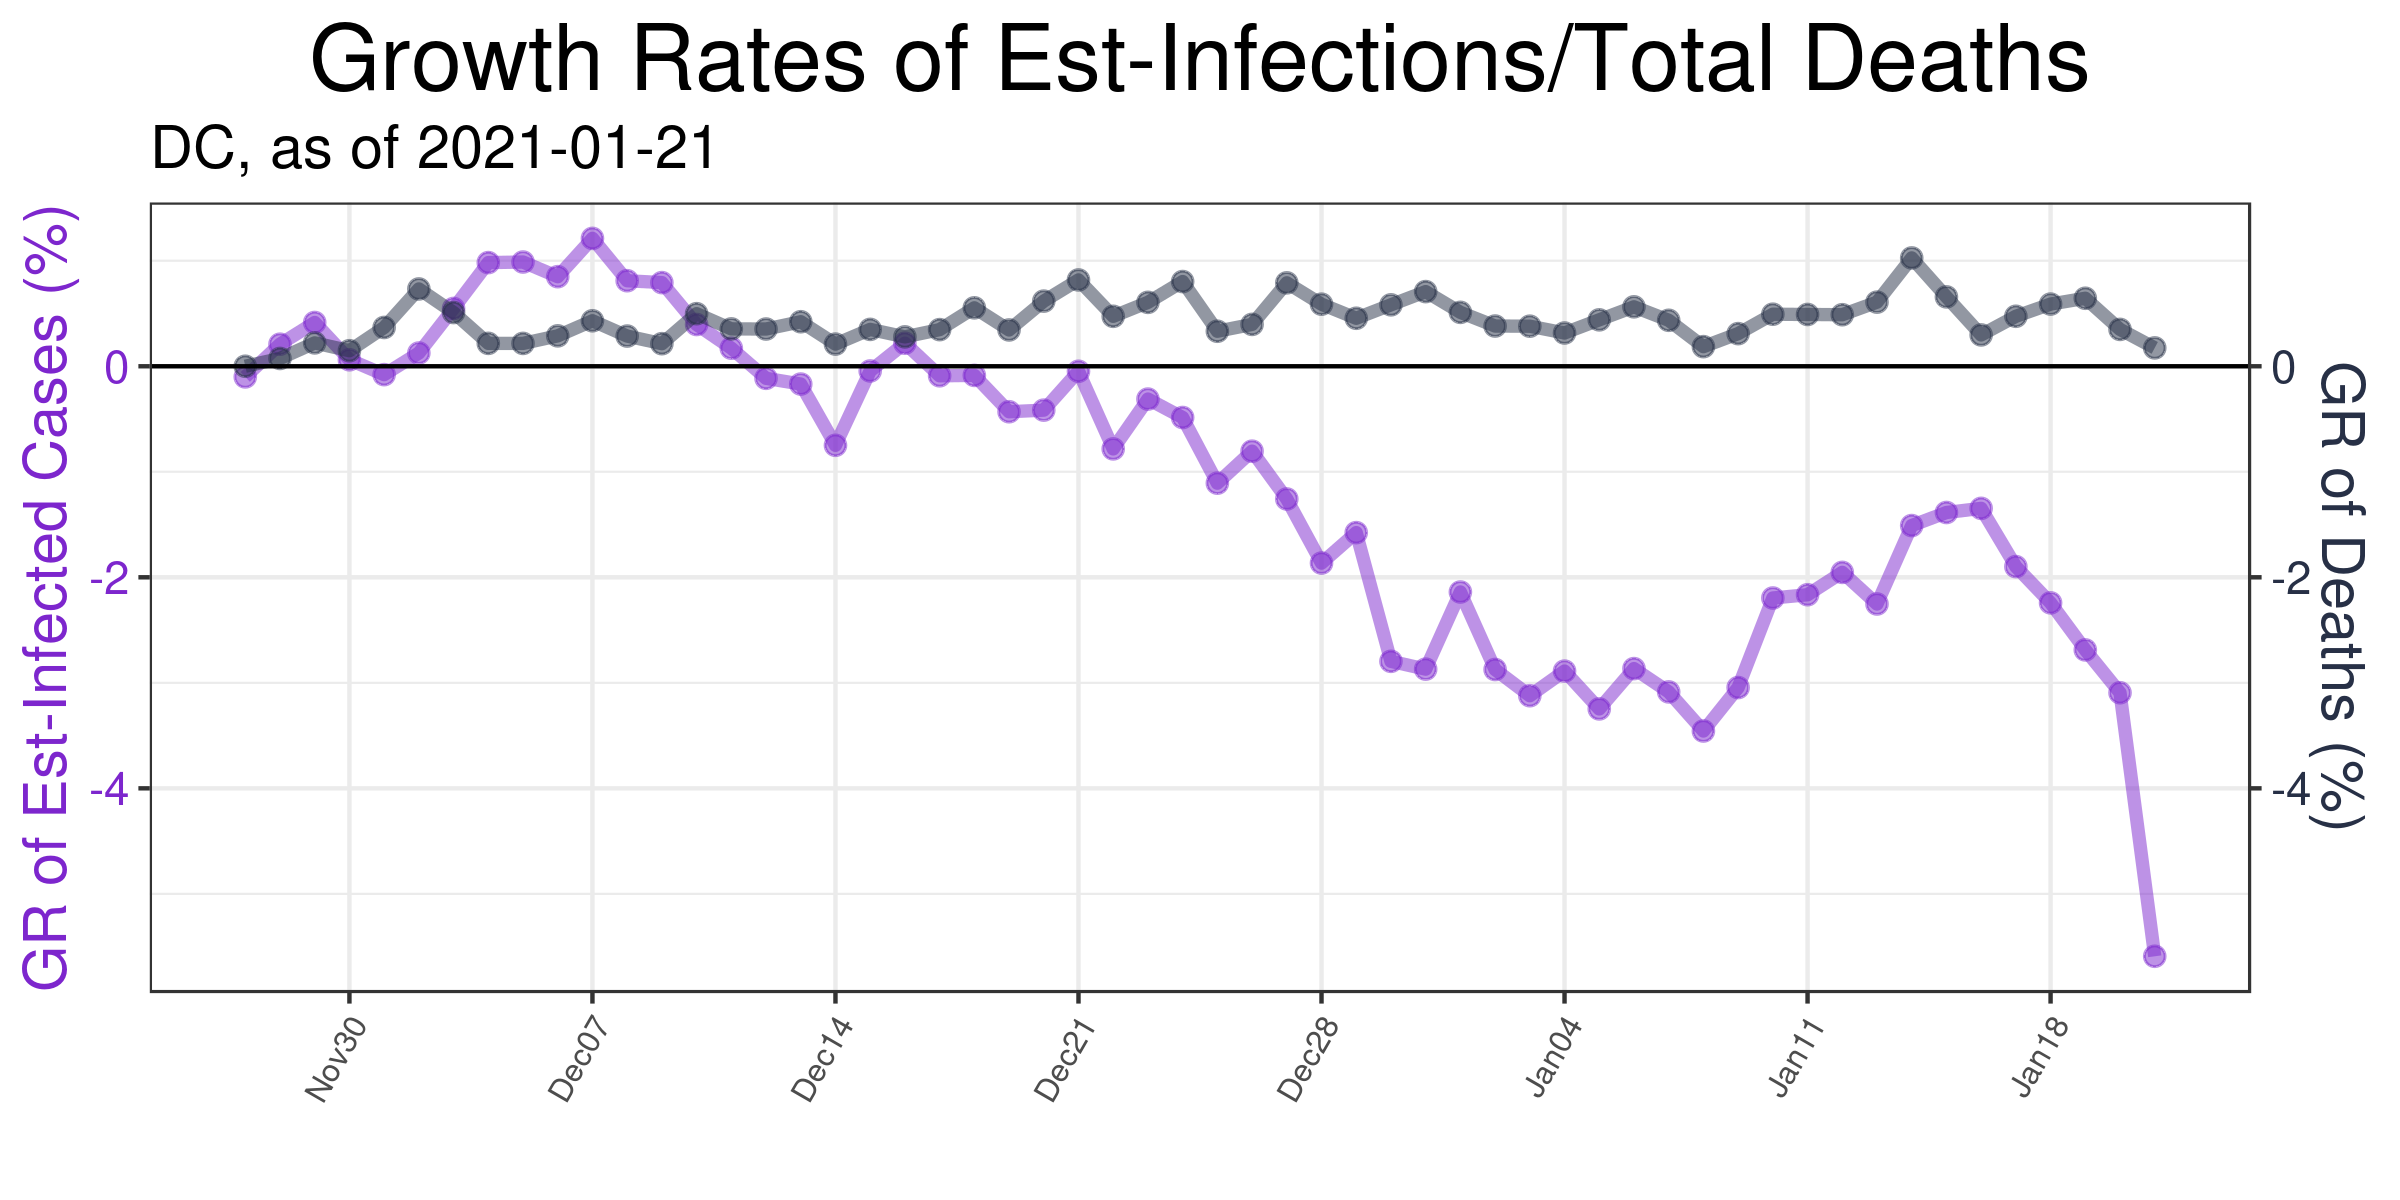 Growth Rates of Est-Infections/Total Deaths
DC, as of 2021-01-21
GR of Est-Infected Cases (%)
0
-2
-4
0
-2
-4
GR of Deaths (%)
Nov30
Dec07
Dec14
Dec21
Dec28
Jan04
Jan11
Jan18